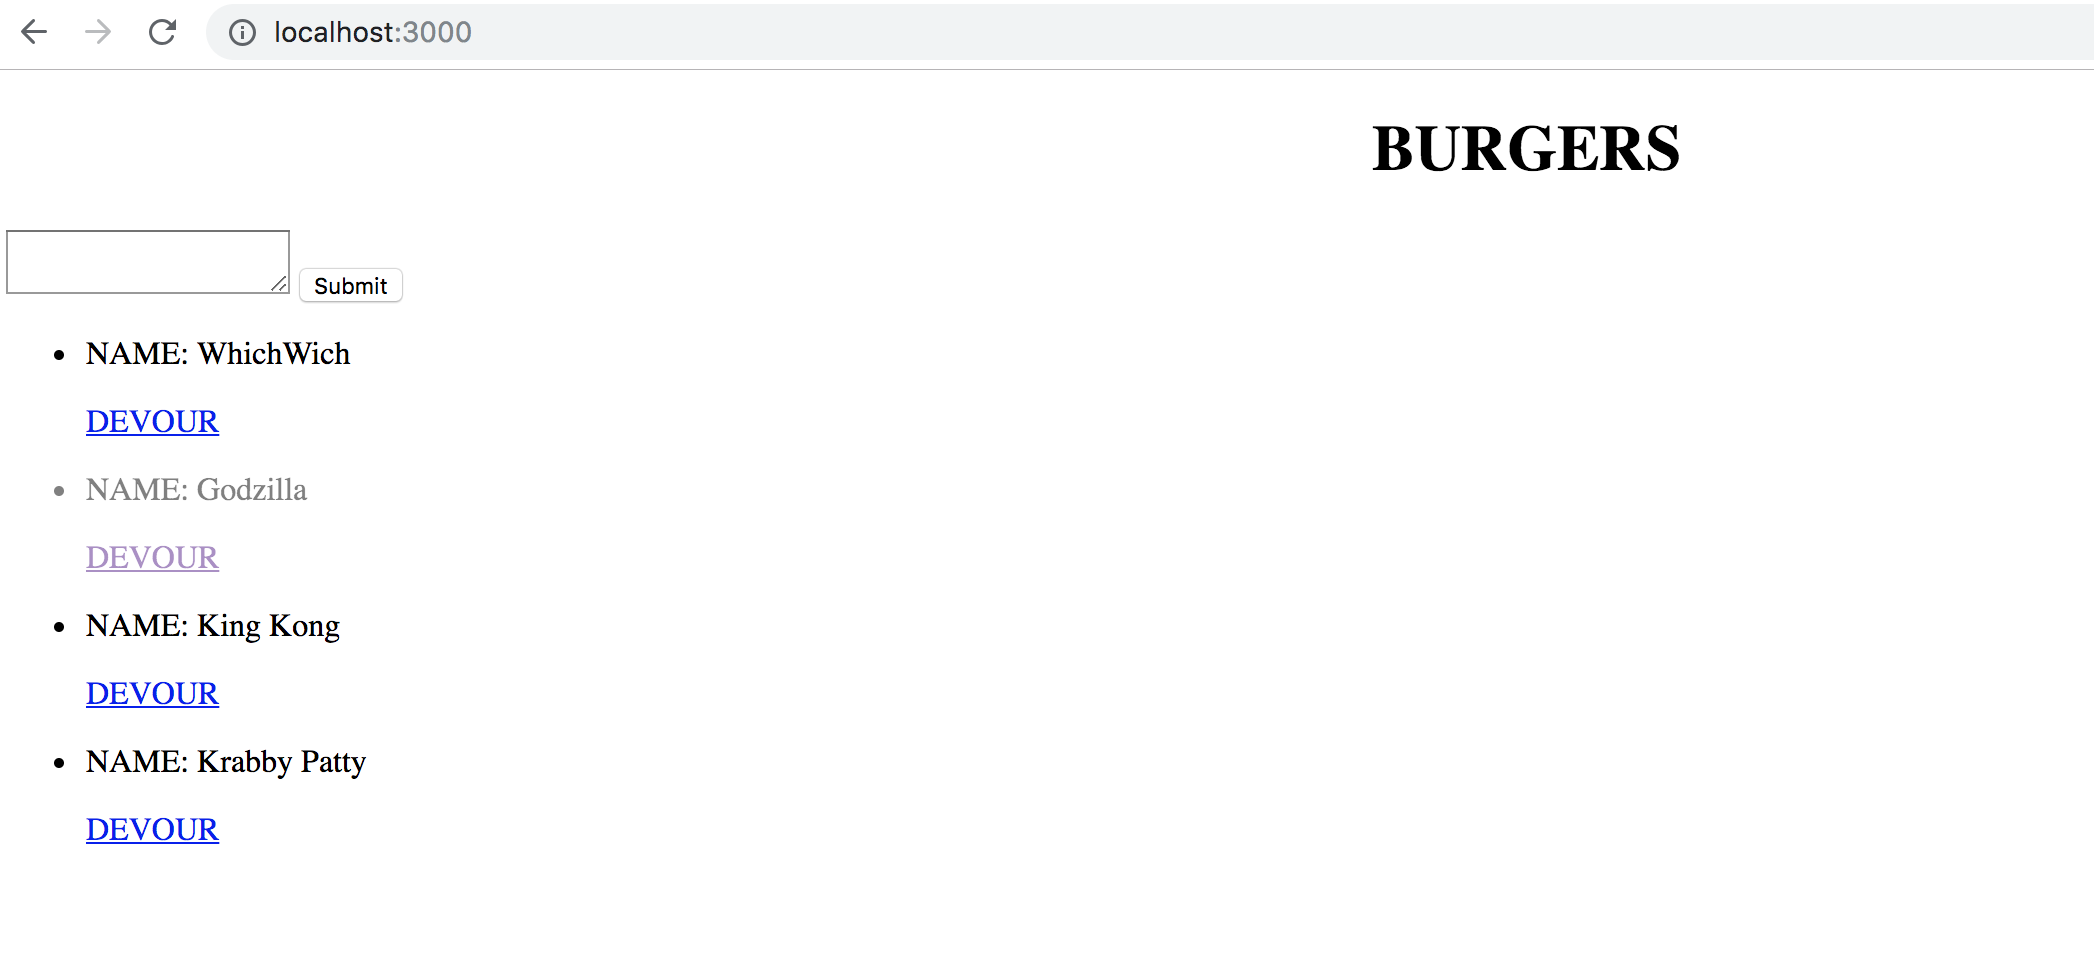 localhost:3000
BURGERS
Submit
NAME: WhichWich
DEVOUR
NAME: Godzilla
DEVOUR
NAME: King Kong
DEVOUR
NAME: Krabby Patty
DEVOUR